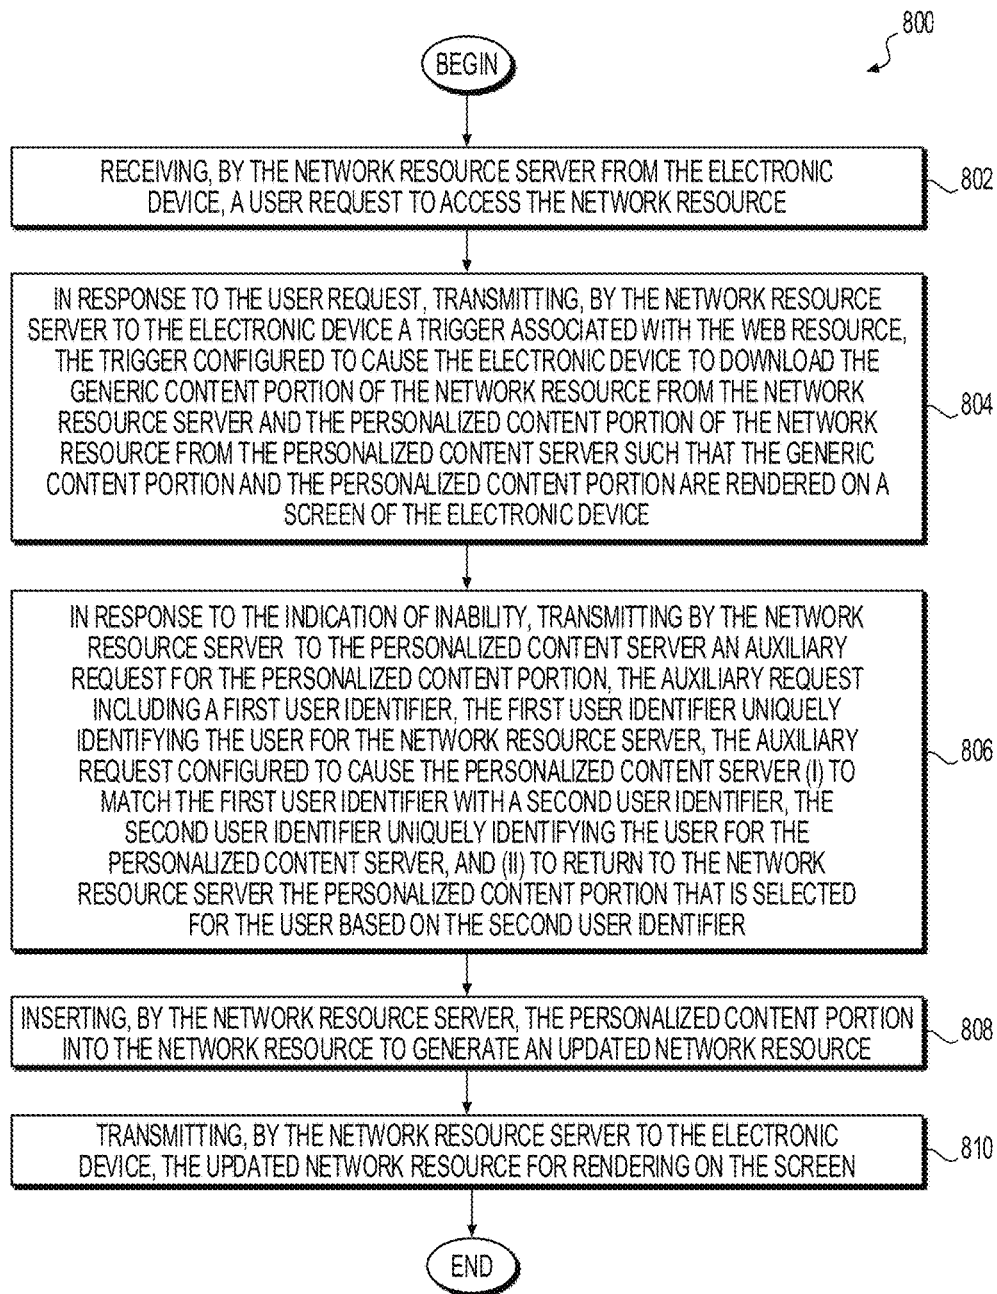 800
BEGIN
RECEIVING, BY THE NETWORK RESOURCE SERVER FROM THE ELECTRONIC
DEVICE, A USER REQUEST TO ACCESS THE NETWORK RESOURCE
802
IN RESPONSE TO THE USER REQUEST, TRANSMITTING, BY THE NETWORK RESOURCE
SERVER TO THE ELECTRONIC DEVICE A TRIGGER ASSOCIATED WITH THE WEB RESOURCE,
THE TRIGGER CONFIGURED TO CAUSE THE ELECTRONIC DEVICE TO DOWNLOAD THE
GENERIC CONTENT PORTION OF THE NETWORK RESOURCE FROM THE NETWORK
RESOURCE SERVER AND THE PERSONALIZED CONTENT PORTION OF THE NETWORK
RESOURCE FROM THE PERSONALIZED CONTENT SERVER SUCH THAT THE GENERIC
CONTENT PORTION AND THE PERSONALIZED CONTENT PORTION ARE RENDERED ON A
SCREEN OF THE ELECTRONIC DEVICE
804
IN RESPONSE TO THE INDICATION OF INABILITY, TRANSMITTING BY THE NETWORK
RESOURCE SERVER TO THE PERSONALIZED CONTENT SERVER AN AUXILIARY
REQUEST FOR THE PERSONALIZED CONTENT PORTION, THE AUXILIARY REQUEST
INCLUDING A FIRST USER IDENTIFIER, THE FIRST USER IDENTIFIER UNIQUELY
IDENTIFYING THE USER FOR THE NETWORK RESOURCE SERVER, THE AUXILIARY
REQUEST CONFIGURED TO CAUSE THE PERSONALIZED CONTENT SERVER (I) TO
MATCH THE FIRST USER IDENTIFIER WITH A SECOND USER IDENTIFIER, THE
SECOND USER IDENTIFIER UNIQUELY IDENTIFYING THE USER FOR THE
PERSONALIZED CONTENT SERVER, AND (II) TO RETURN TO THE NETWORK
RESOURCE SERVER THE PERSONALIZED CONTENT PORTION THAT IS SELECTED
FOR THE USER BASED ON THE SECOND USER IDENTIFIER
806
INSERTING, BY THE NETWORK RESOURCE SERVER, THE PERSONALIZED CONTENT PORTION
INTO THE NETWORK RESOURCE TO GENERATE AN UPDATED NETWORK RESOURCE
808
TRANSMITTING, BY THE NETWORK RESOURCE SERVER TO THE ELECTRONIC
DEVICE, THE UPDATED NETWORK RESOURCE FOR RENDERING ON THE SCREEN
810
END